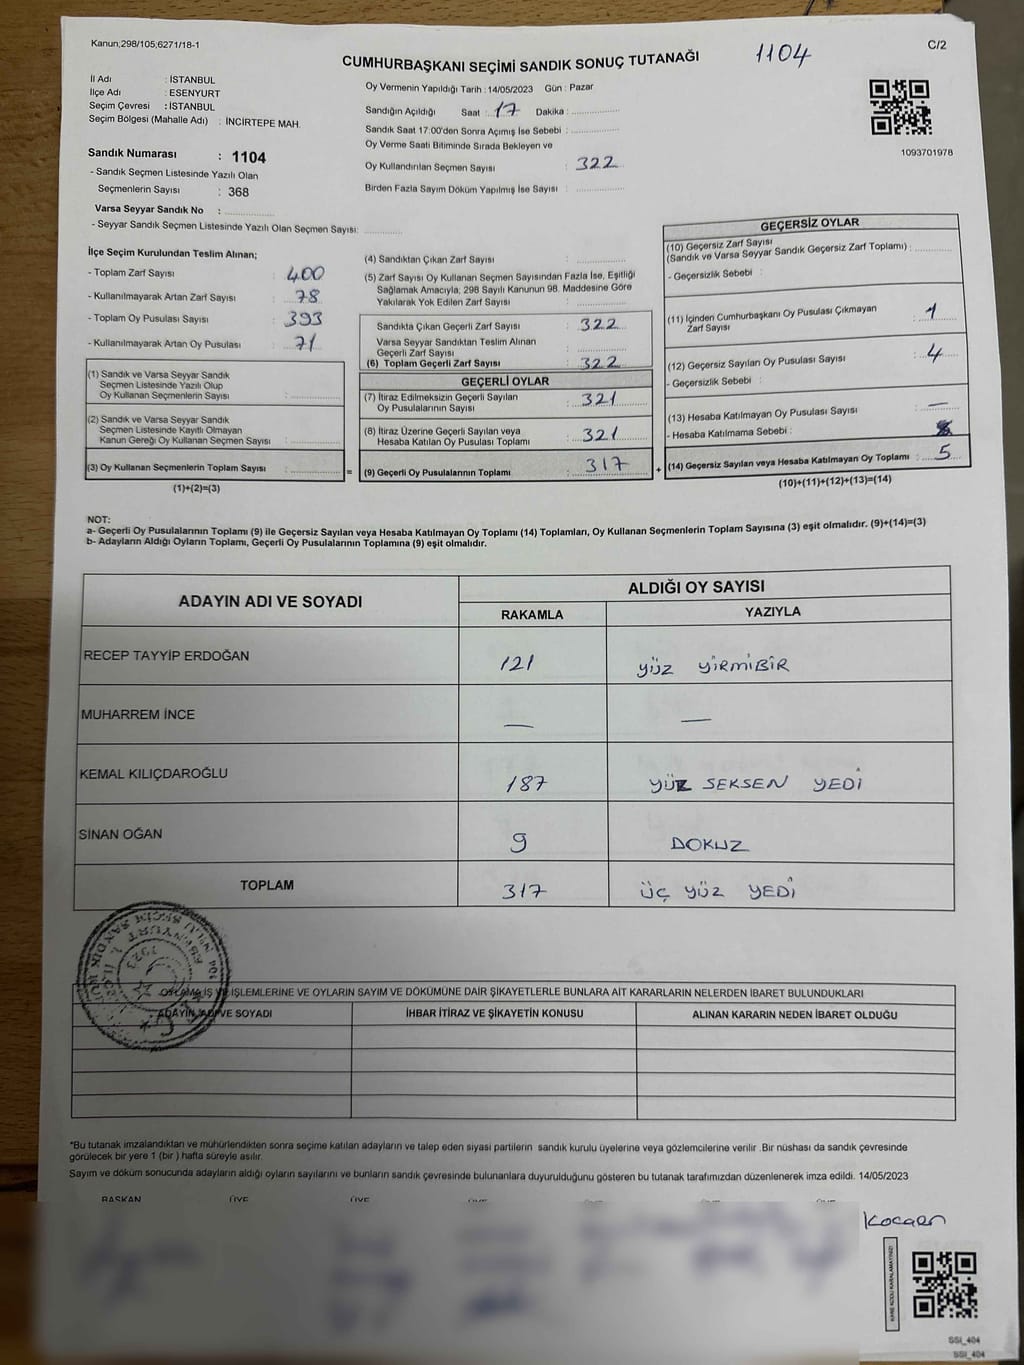 Kanun;298/105;6271/18-1
C/2
CUMHURBAŞKANI SEÇİMİ SANDIK SONUÇ TUTANAĞI
1104
İl Adı : İSTANBUL
İlçe Adı : ESENYURT
Seçim Çevresi : İSTANBUL
Seçim Bölgesi (Mahalle Adı) : İNCİRTEPE MAH.
Sandık Numarası : 1104
- Sandık Seçmen Listesinde Yazılı Olan
Seçmenlerin Sayısı : 368
Varsa Seyyar Sandık No :
- Seyyar Sandık Seçmen Listesinde Yazılı Olan Seçmen Sayısı:
Oy Vermenin Yapıldığı Tarih : 14/05/2023 Gün : Pazar
Sandığın Açıldığı Saat : 17 Dakika :
Sandık Saat 17:00'den Sonra Açımış İse Sebebi :
Oy Verme Saati Bitiminde Sırada Bekleyen ve
Oy Kullandırılan Seçmen Sayısı : 322
Birden Fazla Sayım Döküm Yapılmış İse Sayısı :
1093701978
İlçe Seçim Kurulundan Teslim Alınan;
- Toplam Zarf Sayısı : 400
- Kullanılmayarak Artan Zarf Sayısı : 78
- Toplam Oy Pusulası Sayısı : 393
- Kullanılmayarak Artan Oy Pusulası : 71
(1) Sandık ve Varsa Seyyar Sandık
Seçmen Listesinde Yazılı Olup
Oy Kullanan Seçmenlerin Sayısı :
(2) Sandık ve Varsa Seyyar Sandık
Seçmen Listesinde Kayıtlı Olmayan
Kanun Gereği Oy Kullanan Seçmen Sayısı :
(3) Oy Kullanan Seçmenlerin Toplam Sayısı :
(1)+(2)=(3)
=
(4) Sandıktan Çıkan Zarf Sayısı :
(5) Zarf Sayısı Oy Kullanan Seçmen Sayısından Fazla İse, Eşitliği
Sağlamak Amacıyla; 298 Sayılı Kanunun 98. Maddesine Göre
Yakılarak Yok Edilen Zarf Sayısı :
Sandıkta Çıkan Geçerli Zarf Sayısı : 322
Varsa Seyyar Sandıktan Teslim Alınan
Geçerli Zarf Sayısı :
(6) Toplam Geçerli Zarf Sayısı : 322
GEÇERLİ OYLAR
(7) İtiraz Edilmeksizin Geçerli Sayılan
Oy Pusulalarının Sayısı : 321
(8) İtiraz Üzerine Geçerli Sayılan veya
Hesaba Katılan Oy Pusulası Toplamı : 321
(9) Geçerli Oy Pusulalarının Toplamı : 317
+
GEÇERSİZ OYLAR
(10) Geçersiz Zarf Sayısı
(Sandık ve Varsa Seyyar Sandık Geçersiz Zarf Toplamı) :
- Geçersizlik Sebebi :
(11) İçinden Cumhurbaşkanı Oy Pusulası Çıkmayan
Zarf Sayısı : 1
(12) Geçersiz Sayılan Oy Pusulası Sayısı : 4
- Geçersizlik Sebebi :
(13) Hesaba Katılmayan Oy Pusulası Sayısı : —
- Hesaba Katılmama Sebebi :
(14) Geçersiz Sayılan veya Hesaba Katılmayan Oy Toplamı : 5
(10)+(11)+(12)+(13)=(14)
NOT:
a- Geçerli Oy Pusulalarının Toplamı (9) ile Geçersiz Sayılan veya Hesaba Katılmayan Oy Toplamı (14) Toplamları, Oy Kullanan Seçmenlerin Toplam Sayısına (3) eşit olmalıdır. (9)+(14)=(3)
b- Adayların Aldığı Oyların Toplamı, Geçerli Oy Pusulalarının Toplamına (9) eşit olmalıdır.
ADAYIN ADI VE SOYADI
ALDIĞI OY SAYISI
RAKAMLA YAZIYLA
RECEP TAYYİP ERDOĞAN 121 YÜZ YİRMİBİR
MUHARREM İNCE — —
KEMAL KILIÇDAROĞLU 187 YÜZ SEKSEN YEDİ
SİNAN OĞAN 9 DOKUZ
TOPLAM 317 ÜÇ YÜZ YEDİ
İŞLEMLERİNE VE OYLARIN SAYIM VE DÖKÜMÜNE DAİR ŞİKAYETLERLE BUNLARA AİT KARARLARIN NELERDEN İBARET BULUNDUKLARI
ADAYIN ADI VE SOYADI İHBAR İTİRAZ VE ŞİKAYETİN KONUSU ALINAN KARARIN NEDEN İBARET OLDUĞU
*Bu tutanak imzalandıktan ve mühürlendikten sonra seçime katılan adayların ve talep eden siyasi partilerin sandık kurulu üyelerine veya gözlemcilerine verilir .Bir nüshası da sandık çevresinde
görülecek bir yere 1 (bir ) hafta süreyle asılır.
Sayım ve döküm sonucunda adayların aldığı oyların sayılarını ve bunların sandık çevresinde bulunanlara duyurulduğunu gösteren bu tutanak tarafımızdan düzenlenerek imza edildi. 14/05/2023
BAŞKAN ÜYE ÜYE
Kocaer
KARE KODU KARALAMAYINIZ!
SSI_404
SSI_404